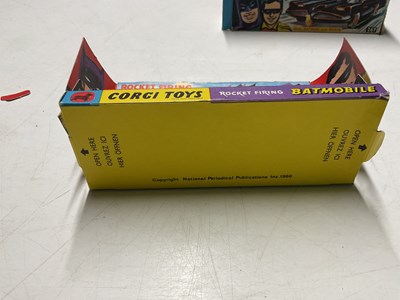 ROCKET FIRING
CORGI TOYS ROCKET FIRING BATMOBILE
OPEN HERE
OUVREZ ICI
HIER ÖFFNEN
OPEN HERE
OUVREZ ICI
HIER ÖFFNEN
Copyright. National Periodical Publications Inc 1966